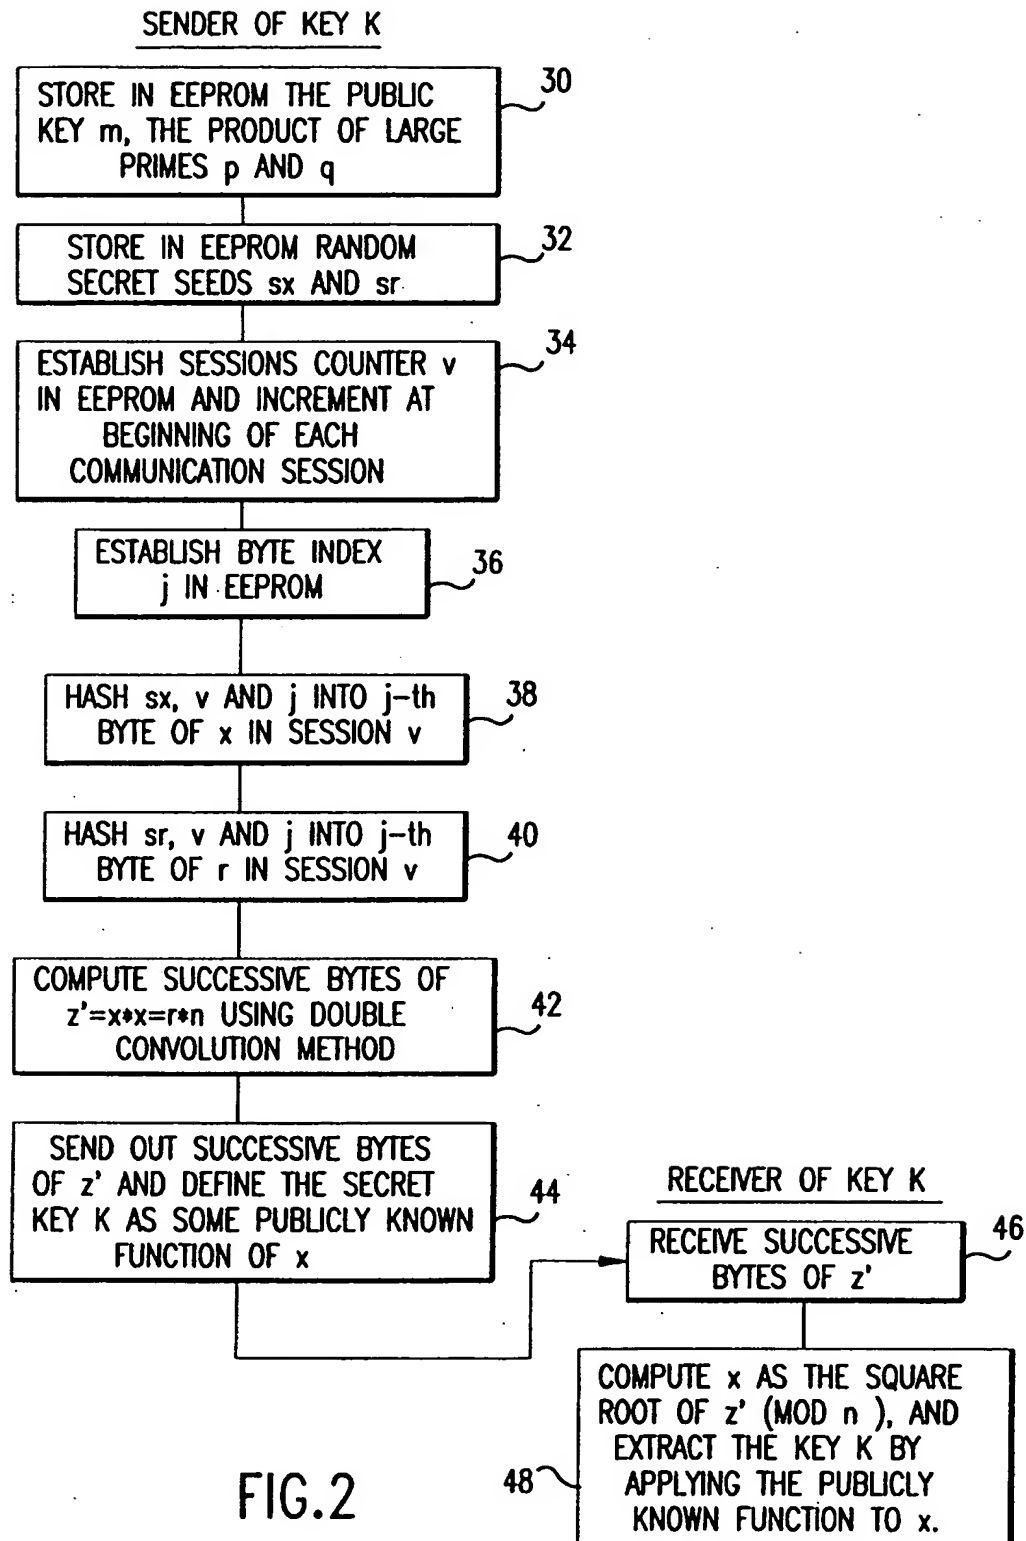 SENDER OF KEY K
30
STORE IN EEPROM THE PUBLIC
KEY m, THE PRODUCT OF LARGE
PRIMES p AND q
32
STORE IN EEPROM RANDOM
SECRET SEEDS sx AND sr
34
ESTABLISH SESSIONS COUNTER v
IN EEPROM AND INCREMENT AT
BEGINNING OF EACH
COMMUNICATION SESSION
36
ESTABLISH BYTE INDEX
j IN EEPROM
38
HASH sx, v AND j INTO j-th
BYTE OF x IN SESSION v
40
HASH sr, v AND j INTO j-th
BYTE OF r IN SESSION v
42
COMPUTE SUCCESSIVE BYTES OF
z'=x*x=r*n USING DOUBLE
CONVOLUTION METHOD
44
SEND OUT SUCCESSIVE BYTES
OF z' AND DEFINE THE SECRET
KEY K AS SOME PUBLICLY KNOWN
FUNCTION OF x
RECEIVER OF KEY K
46
RECEIVE SUCCESSIVE
BYTES OF z'
48
COMPUTE x AS THE SQUARE
ROOT OF z' (MOD n ), AND
EXTRACT THE KEY K BY
APPLYING THE PUBLICLY
KNOWN FUNCTION TO x.
FIG.2